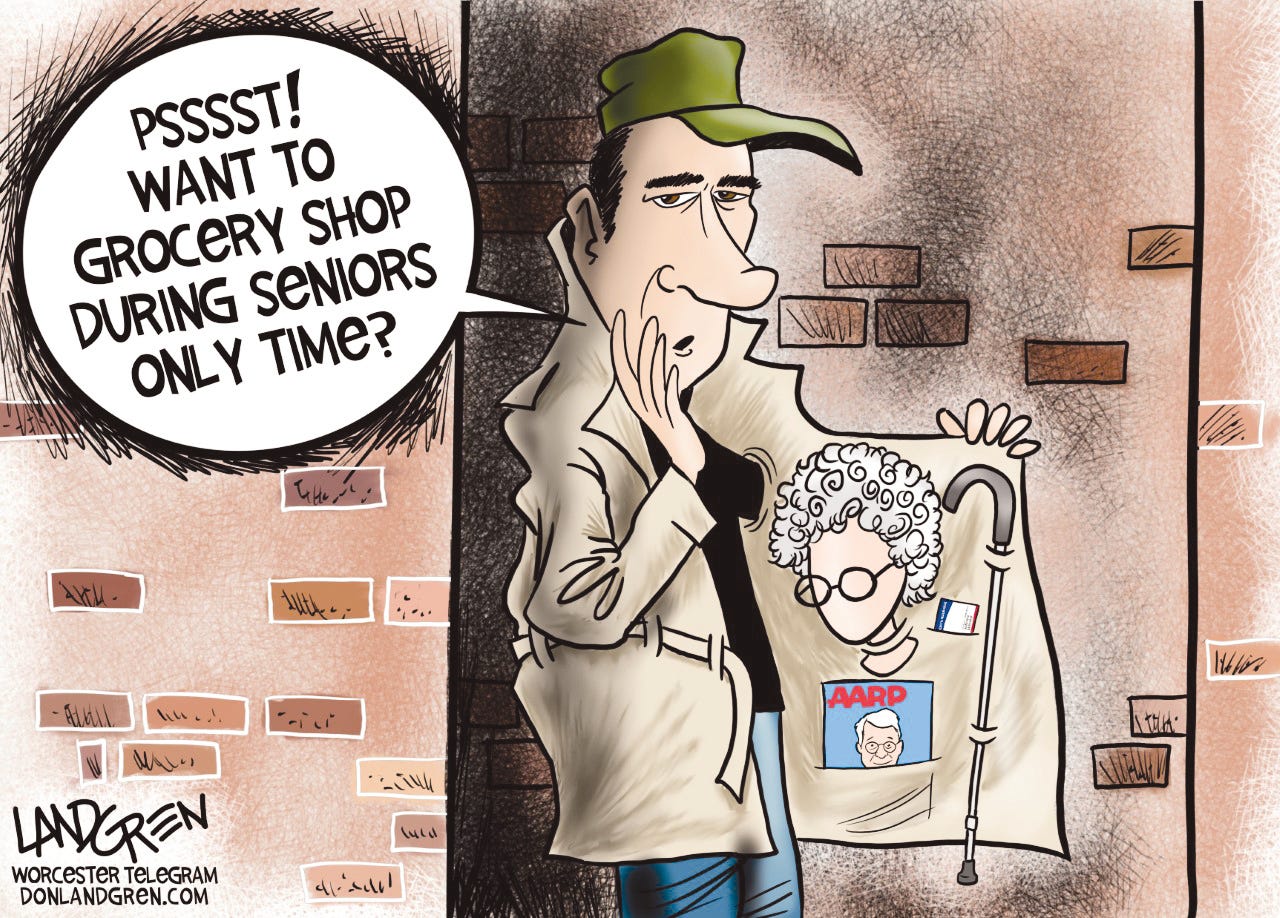 PSSSST!
WANT TO
GROCERY SHOP
DURING SENIORS
ONLY TIME?
AARP
LANDGREN
WORCESTER TELEGRAM
DONLANDGREN.COM